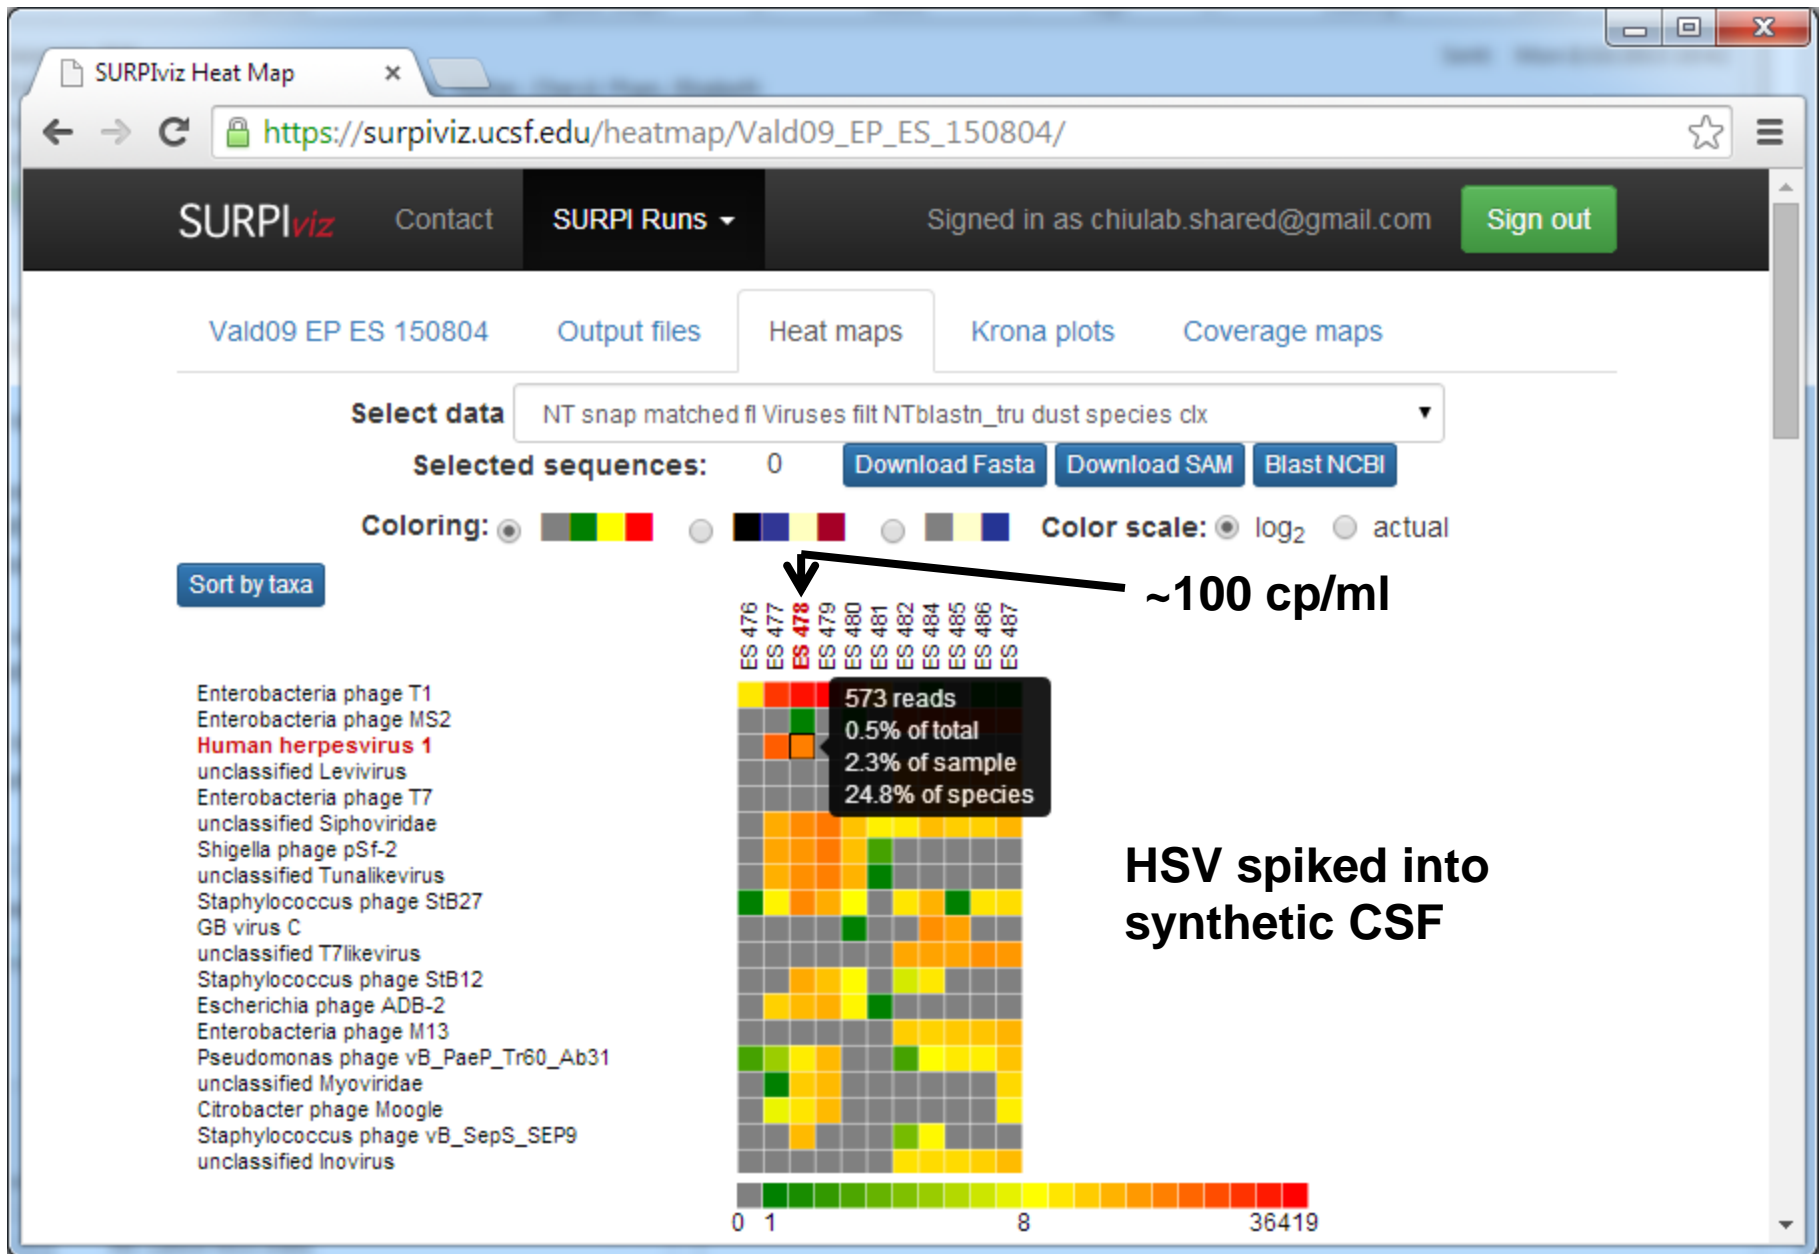 SURPIviz Heat Map
https://surpiviz.ucsf.edu/heatmap/Vald09_EP_ES_150804/
SURPIviz Contact SURPI Runs Signed in as chiulab.shared@gmail.com Sign out
Vald09 EP ES 150804 Output files Heat maps Krona plots Coverage maps
Select data NT snap matched fl Viruses filt NTblastn_tru dust species clx
Selected sequences: 0 Download Fasta Download SAM Blast NCBI
Coloring: Color scale: log2 actual
Sort by taxa
~100 cp/ml
ES 476
ES 477
ES 478
ES 479
ES 480
ES 481
ES 482
ES 484
ES 485
ES 486
ES 487
Enterobacteria phage T1
Enterobacteria phage MS2
Human herpesvirus 1
unclassified Levivirus
Enterobacteria phage T7
unclassified Siphoviridae
Shigella phage pSf-2
unclassified Tunalikevirus
Staphylococcus phage StB27
GB virus C
unclassified T7likevirus
Staphylococcus phage StB12
Escherichia phage ADB-2
Enterobacteria phage M13
Pseudomonas phage vB_PaeP_Tr60_Ab31
unclassified Myoviridae
Citrobacter phage Moogle
Staphylococcus phage vB_SepS_SEP9
unclassified Inovirus
573 reads
0.5% of total
2.3% of sample
24.8% of species
HSV spiked into
synthetic CSF
0 1 8 36419